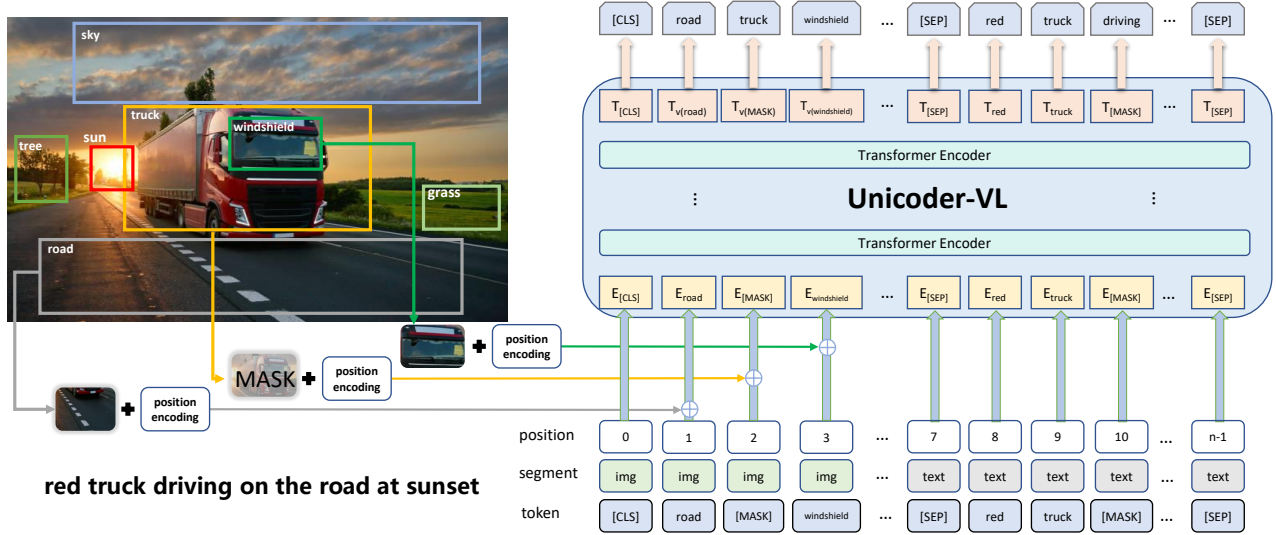 sky
truck
windshield
sun
tree
grass
road
MASK
position
encoding
position
encoding
position
encoding
red truck driving on the road at sunset
[CLS] road truck windshield ... [SEP] red truck driving ... [SEP]
T[CLS] Tv(road) Tv(MASK) Tv(windshield) ... T[SEP] Tred Ttruck T[MASK] ... T[SEP]
Transformer Encoder
Unicoder-VL
Transformer Encoder
E[CLS] Eroad E[MASK] Ewindshield ... E[SEP] Ered Etruck E[MASK] ... E[SEP]
position 0 1 2 3 ... 7 8 9 10 ... n-1
segment img img img img ... text text text text ... text
token [CLS] road [MASK] windshield ... [SEP] red truck [MASK] ... [SEP]